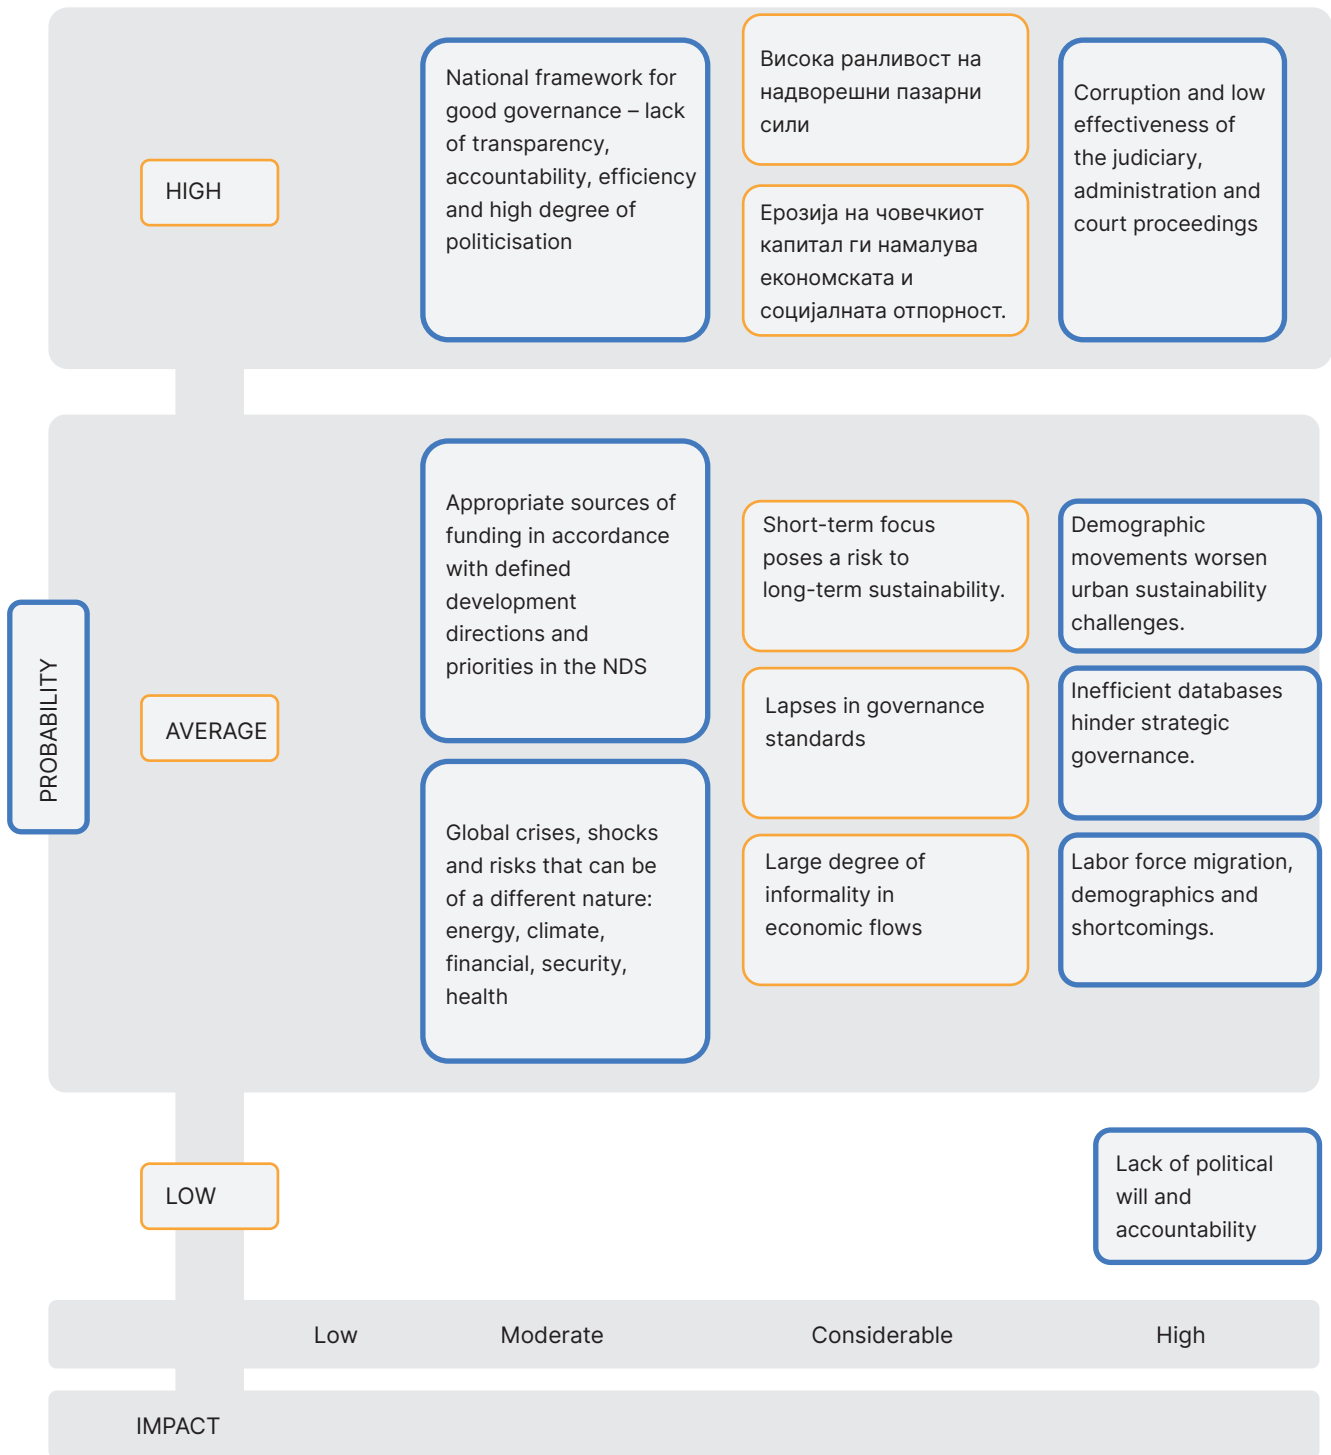 HIGH
National framework for
good governance – lack
of transparency,
accountability, efficiency
and high degree of
politicisation
Висока ранливост на
надворешни пазарни
сили
Ерозија на човечкиот
капитал ги намалува
економската и
социјалната отпорност.
Corruption and low
effectiveness of
the judiciary,
administration and
court proceedings
PROBABILITY
AVERAGE
Appropriate sources of
funding in accordance
with defined
development
directions and
priorities in the NDS
Global crises, shocks
and risks that can be
of a different nature:
energy, climate,
financial, security,
health
Short-term focus
poses a risk to
long-term sustainability.
Lapses in governance
standards
Large degree of
informality in
economic flows
Demographic
movements worsen
urban sustainability
challenges.
Inefficient databases
hinder strategic
governance.
Labor force migration,
demographics and
shortcomings.
LOW
Lack of political
will and
accountability
Low
Moderate
Considerable
High
IMPACT